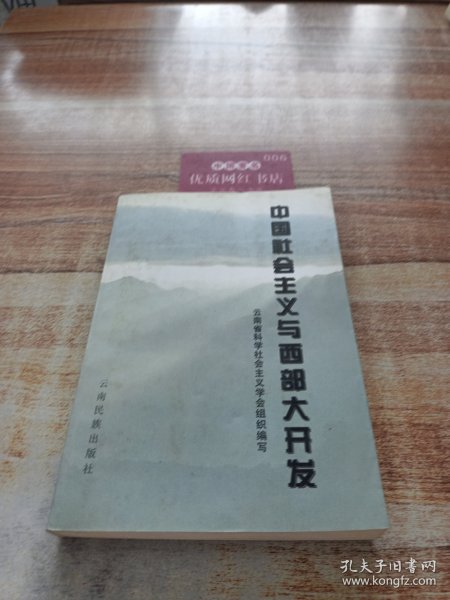 优质网红书店
中国社会主义与西部大开发
云南省科学社会主义学会组织编写
云南民族出版社
孔夫子旧书网
www.kongfz.com